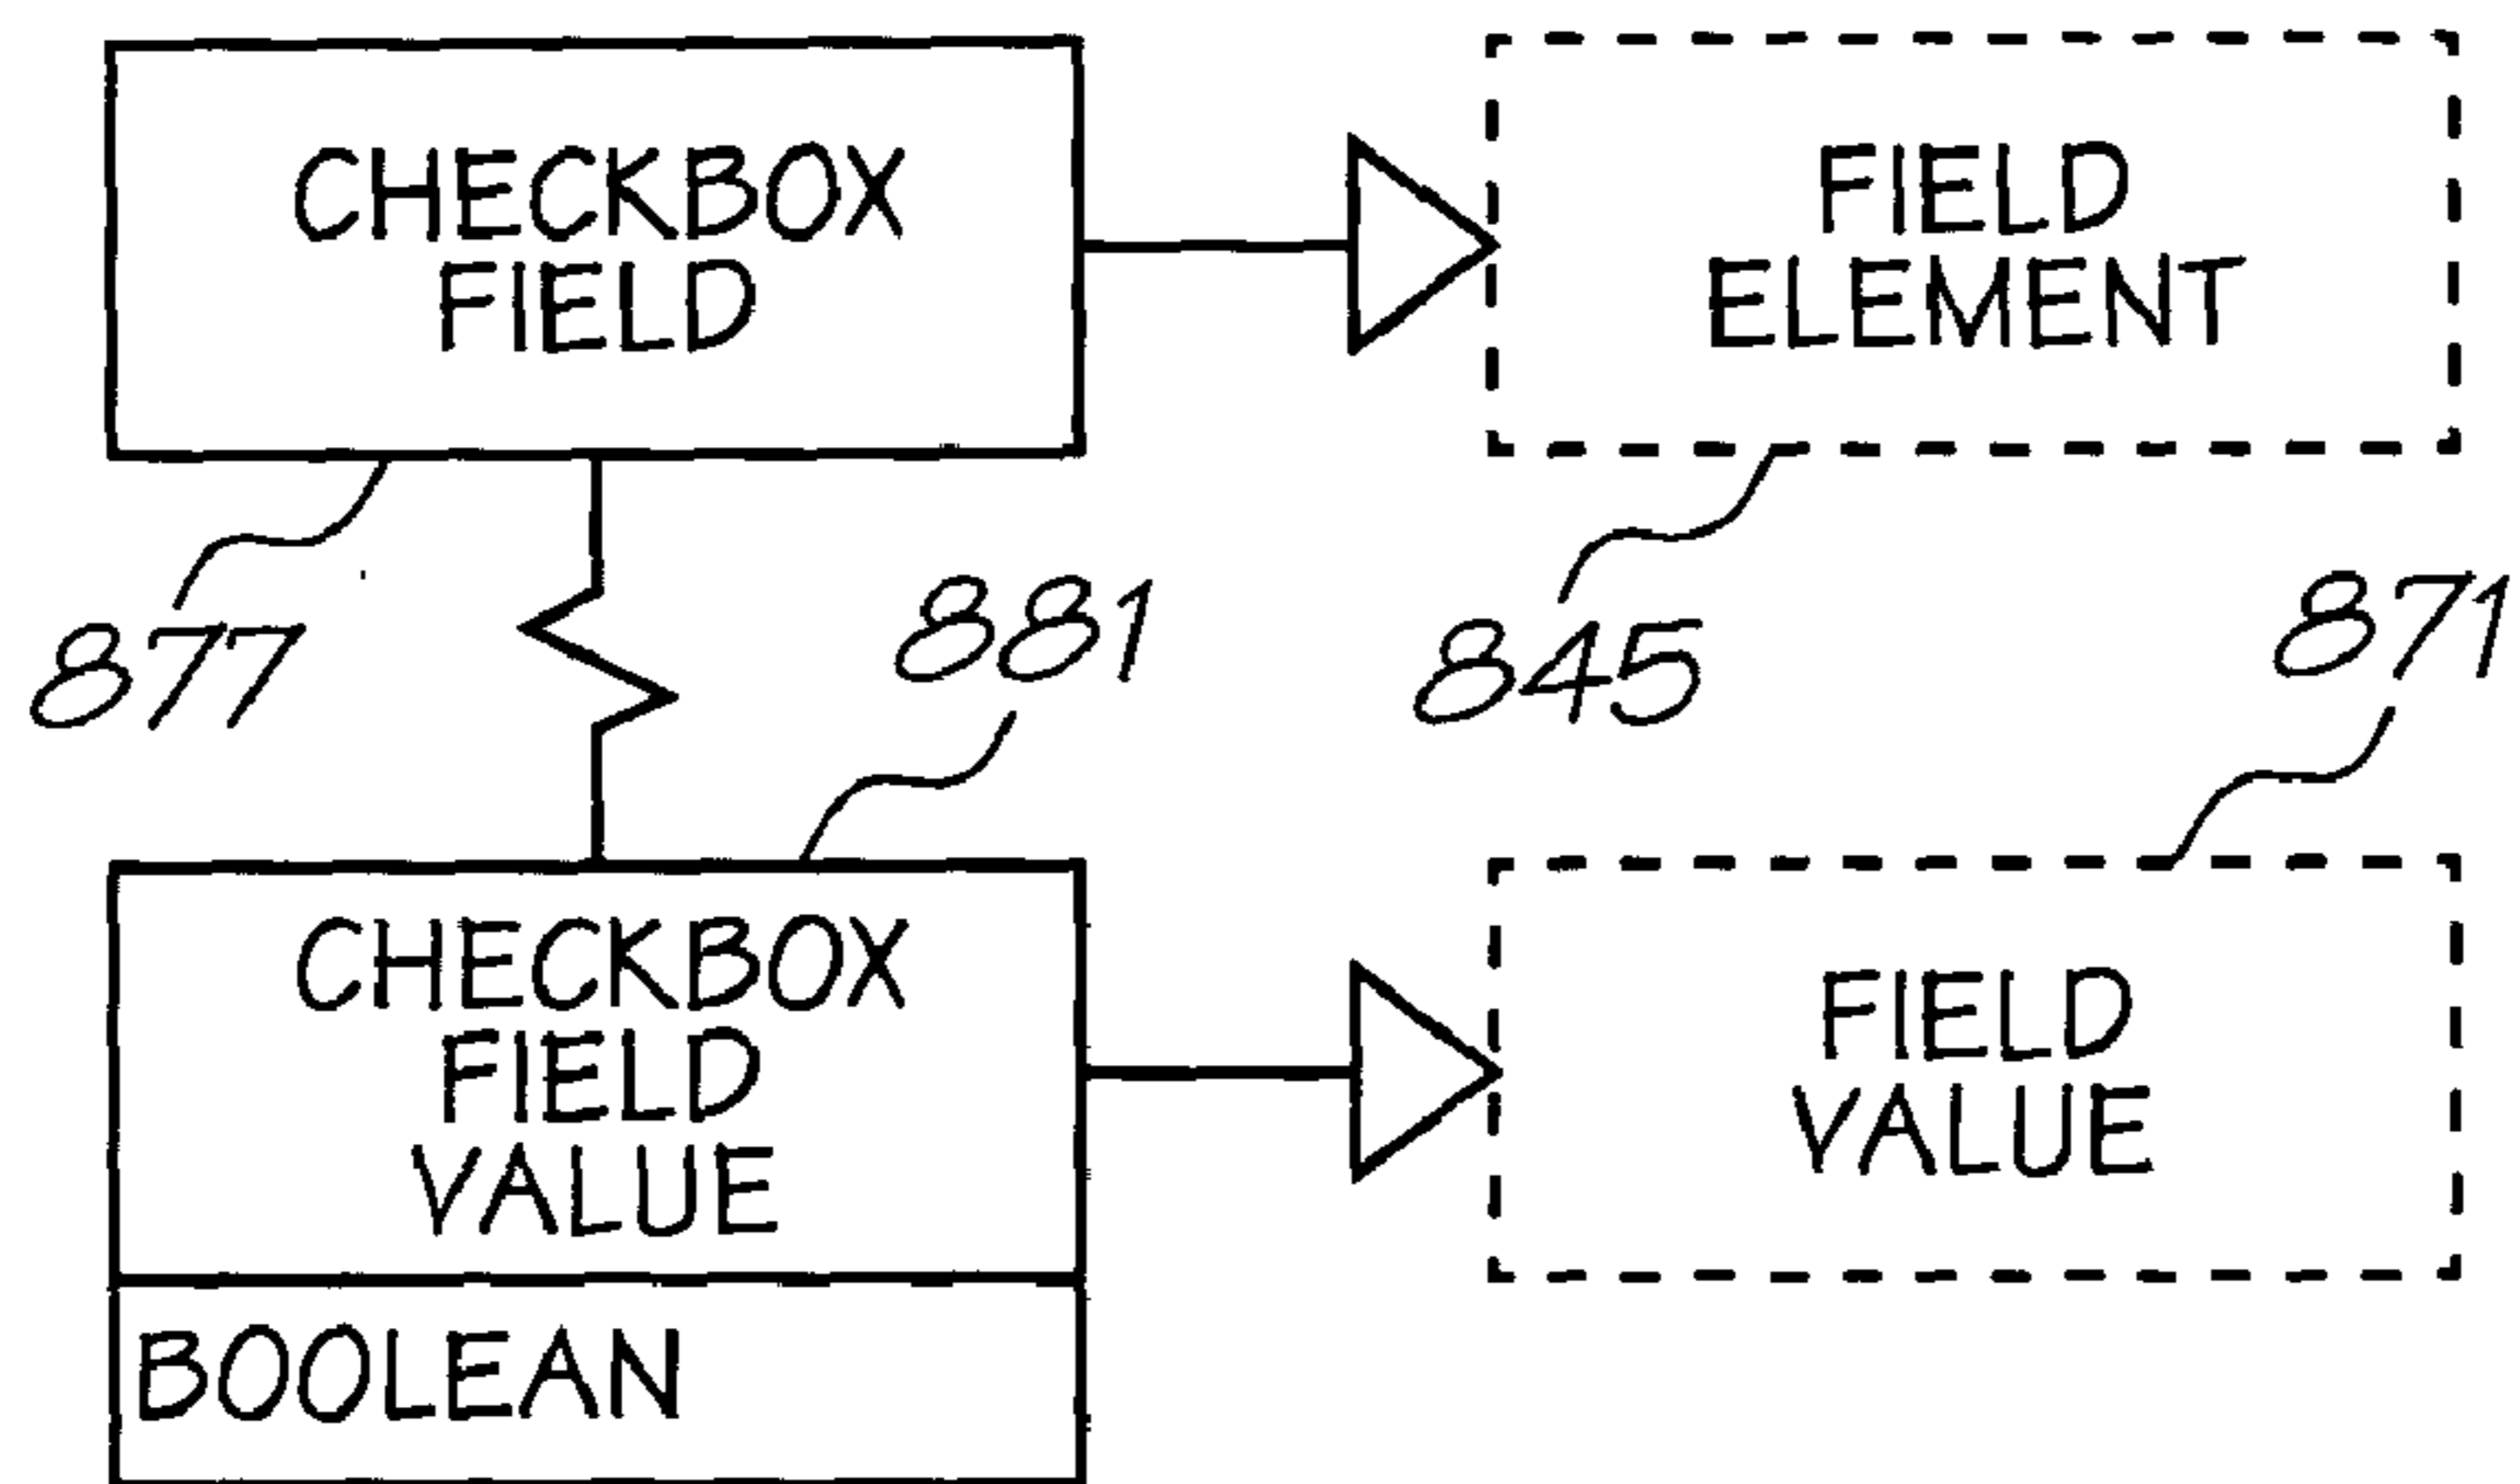 CHECKBOX
FIELD
FIELD
ELEMENT
877
881
845
871
CHECKBOX
FIELD
VALUE
FIELD
VALUE
BOOLEAN